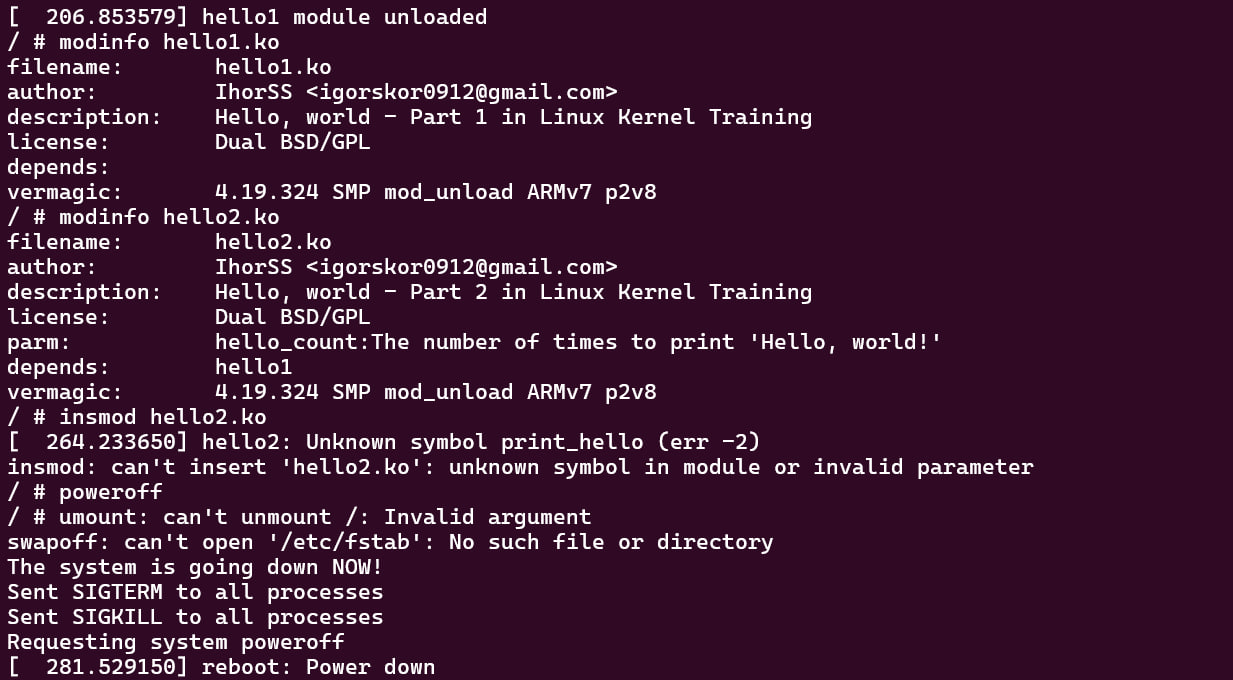 [  206.853579] hello1 module unloaded
/ # modinfo hello1.ko
filename:       hello1.ko
author:         IhorSS <igorskor0912@gmail.com>
description:    Hello, world - Part 1 in Linux Kernel Training
license:        Dual BSD/GPL
depends:
vermagic:       4.19.324 SMP mod_unload ARMv7 p2v8
/ # modinfo hello2.ko
filename:       hello2.ko
author:         IhorSS <igorskor0912@gmail.com>
description:    Hello, world - Part 2 in Linux Kernel Training
license:        Dual BSD/GPL
parm:           hello_count:The number of times to print 'Hello, world!'
depends:        hello1
vermagic:       4.19.324 SMP mod_unload ARMv7 p2v8
/ # insmod hello2.ko
[  264.233650] hello2: Unknown symbol print_hello (err -2)
insmod: can't insert 'hello2.ko': unknown symbol in module or invalid parameter
/ # poweroff
/ # umount: can't unmount /: Invalid argument
swapoff: can't open '/etc/fstab': No such file or directory
The system is going down NOW!
Sent SIGTERM to all processes
Sent SIGKILL to all processes
Requesting system poweroff
[  281.529150] reboot: Power down